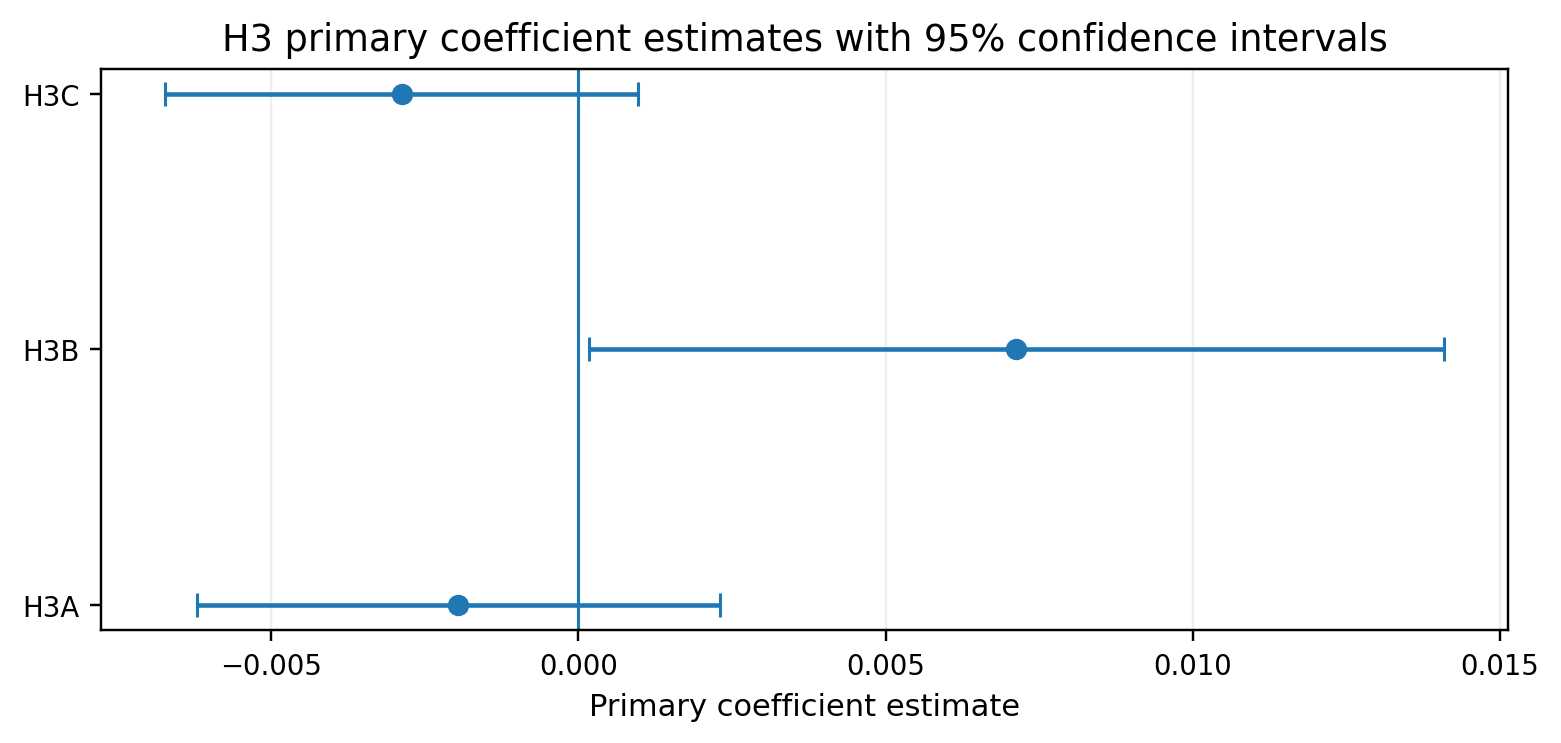 H3 primary coefficient estimates with 95% confidence intervals
H3C
H3B
H3A
−0.005 0.000 0.005 0.010 0.015
Primary coefficient estimate